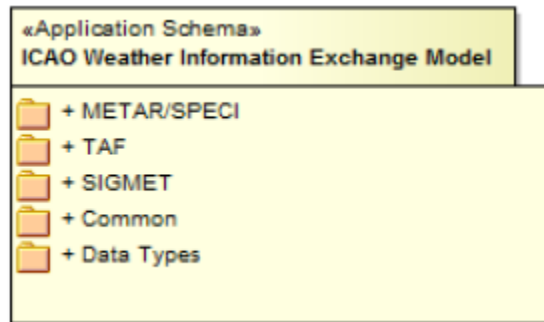 «Application Schema»
ICAO Weather Information Exchange Model
+ METAR/SPECI
+ TAF
+ SIGMET
+ Common
+ Data Types